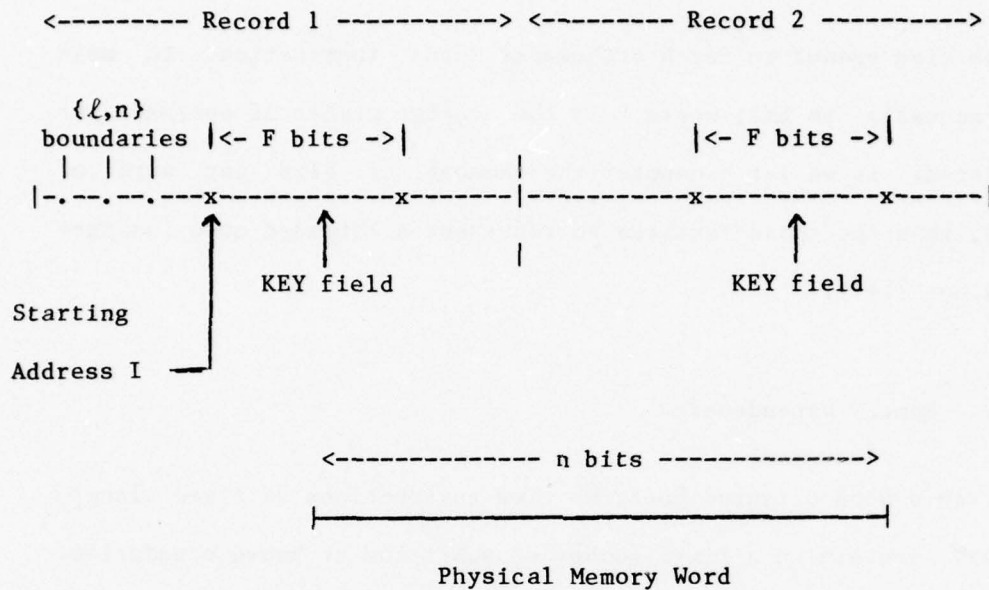 <------- Record 1 -------> <------- Record 2 ------->
{ℓ,n}
boundaries |<- F bits ->| |<- F bits ->|
|-.-.-.--x--------x-----|--------x--------x-----|
KEY field KEY field
Starting
Address I
<----------- n bits ----------->
Physical Memory Word